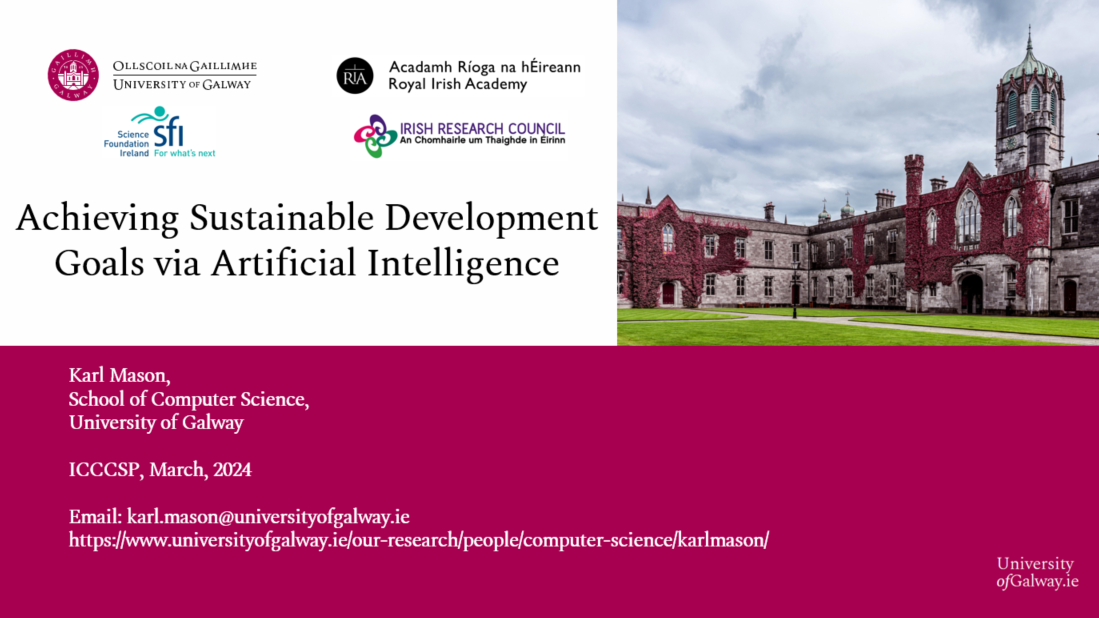 OLLSCOIL NA GAILLIMHE
UNIVERSITY OF GALWAY
GAILLIMH
GALWAY
RIA
Acadamh Ríoga na hÉireann
Royal Irish Academy
Science
Foundation
Ireland
sfi
For what's next
IRISH RESEARCH COUNCIL
An Chomhairle um Thaighde in Éirinn
Achieving Sustainable Development
Goals via Artificial Intelligence
Karl Mason,
School of Computer Science,
University of Galway
ICCCSP, March, 2024
Email: karl.mason@universityofgalway.ie
https://www.universityofgalway.ie/our-research/people/computer-science/karlmason/
University
ofGalway.ie